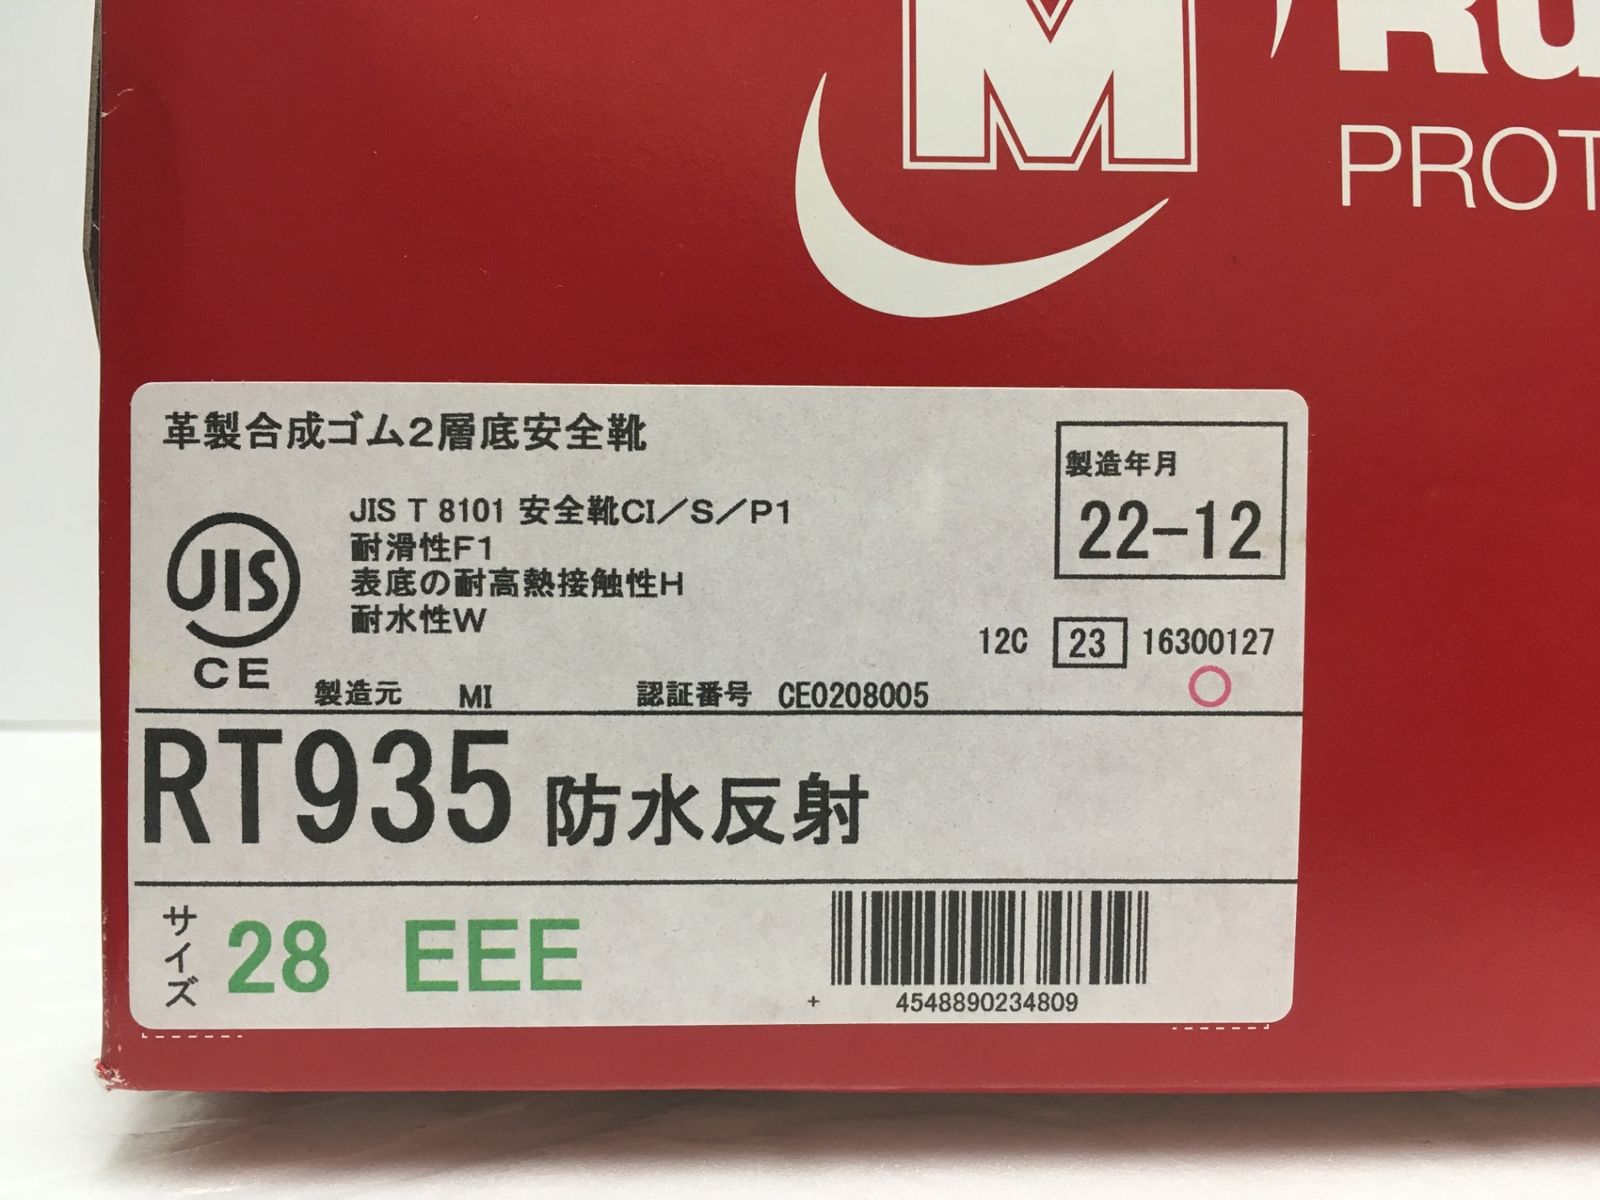 M
PROT
革製合成ゴム2層底安全靴
製造年月
22-12
JIS
CE
JIS T 8101 安全靴CI／S／P1
耐滑性F1
表底の耐高熱接触性H
耐水性W
12C 23 16300127
製造元 MI 認証番号 CE0208005
RT935 防水反射
サイズ 28 EEE
+ 4548890234809